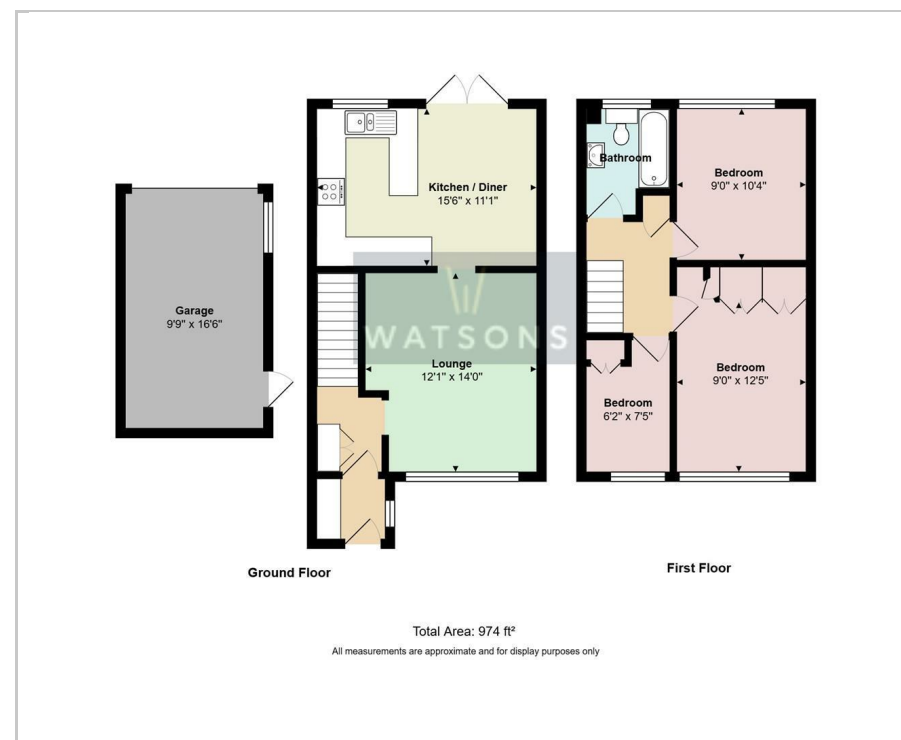 Garage
9'9" x 16'6"
Kitchen / Diner
15'6" x 11'1"
WATSONS
Lounge
12'1" x 14'0"
Ground Floor
Bathroom
Bedroom
9'0" x 10'4"
Bedroom
9'0" x 12'5"
Bedroom
6'2" x 7'5"
First Floor
Total Area: 974 ft²
All measurements are approximate and for display purposes only